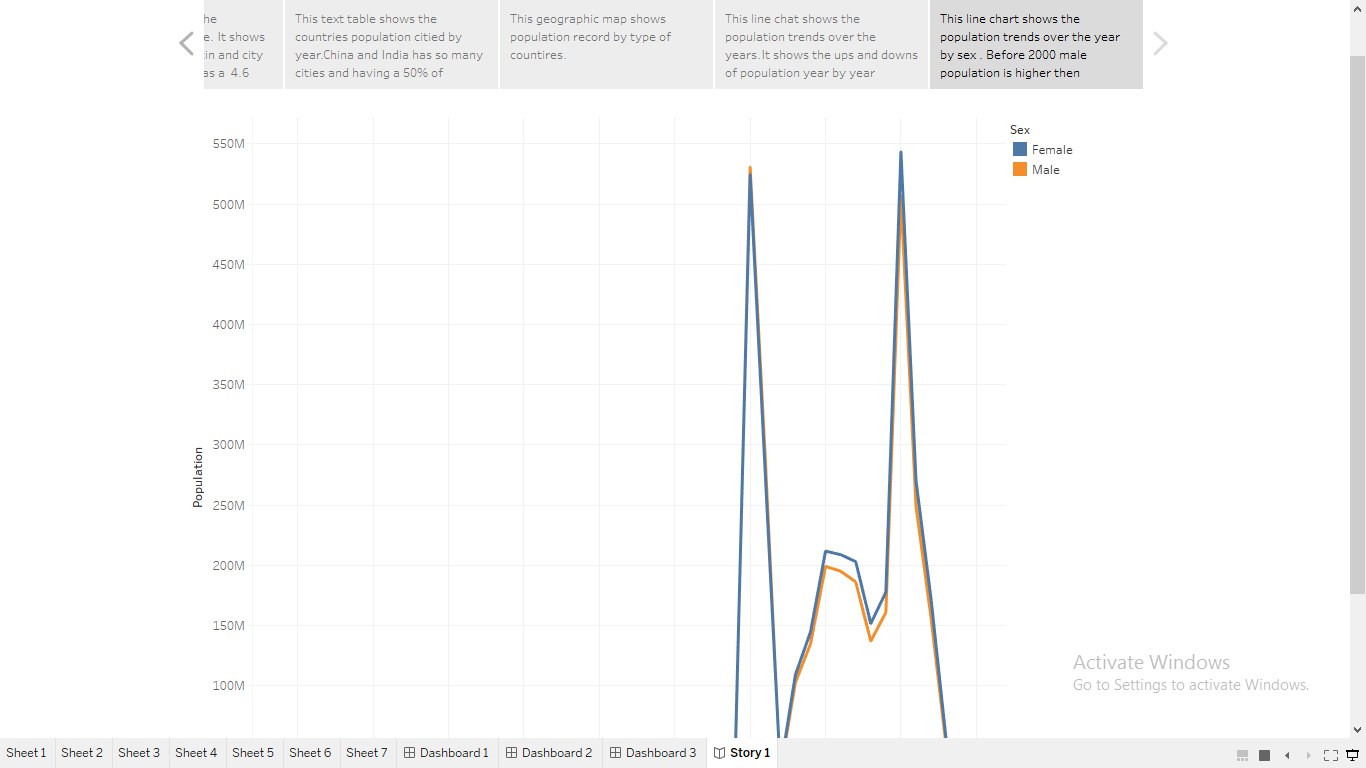 he
e. It shows
in and city
as a 4.6
This text table shows the
countries population citied by
year.China and India has so many
cities and having a 50% of
This geographic map shows
population record by type of
countires.
This line chat shows the
population trends over the
years.It shows the ups and downs
of population year by year
This line chart shows the
population trends over the year
by sex . Before 2000 male
population is higher then
Sex
Female
Male
550M
500M
450M
400M
350M
300M
250M
200M
150M
100M
Population
Activate Windows
Go to Settings to activate Windows.
Sheet 1 Sheet 2 Sheet 3 Sheet 4 Sheet 5 Sheet 6 Sheet 7 Dashboard 1 Dashboard 2 Dashboard 3 Story 1